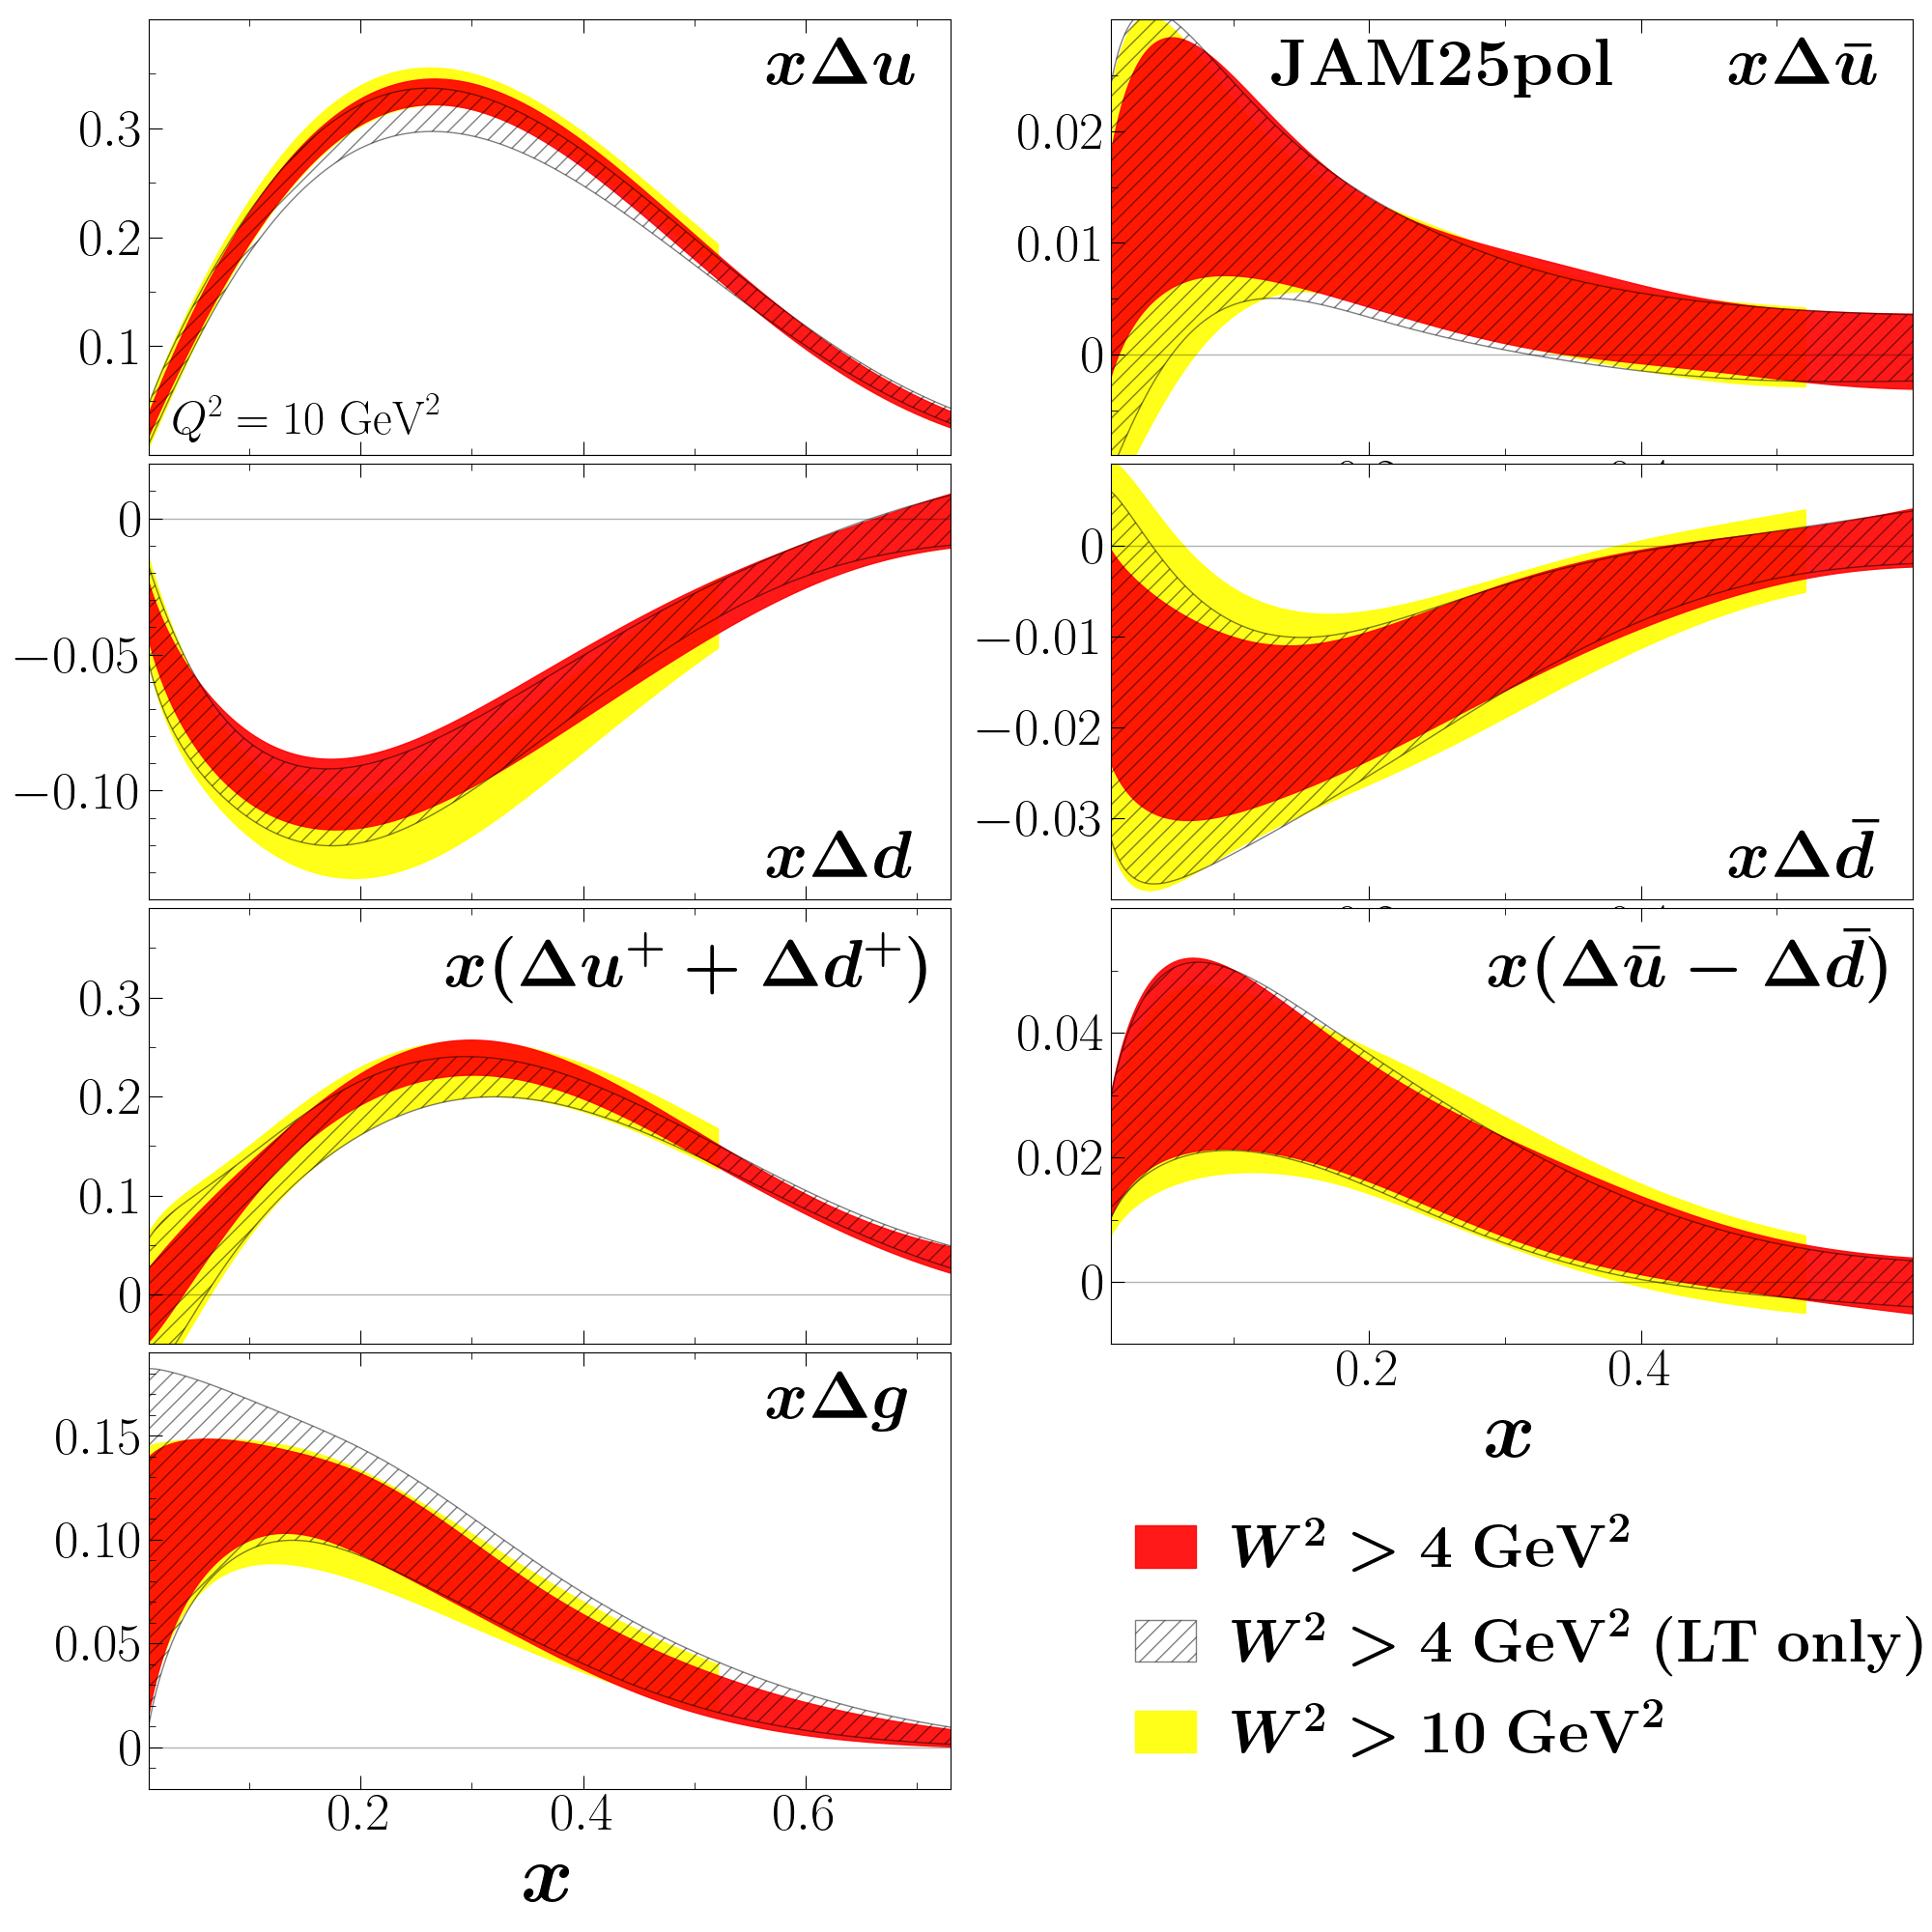 xΔu
0.3
0.2
0.1
Q² = 10 GeV²
JAM25pol xΔū
0.02
0.01
0
0
−0.05
−0.10
xΔd
0
−0.01
−0.02
−0.03
xΔd̄
x(Δu⁺ + Δd⁺)
0.3
0.2
0.1
0
x(Δū − Δd̄)
0.04
0.02
0
0.2 0.4
x
xΔg
0.15
0.10
0.05
0
0.2 0.4 0.6
x
W² > 4 GeV²
W² > 4 GeV² (LT only)
W² > 10 GeV²